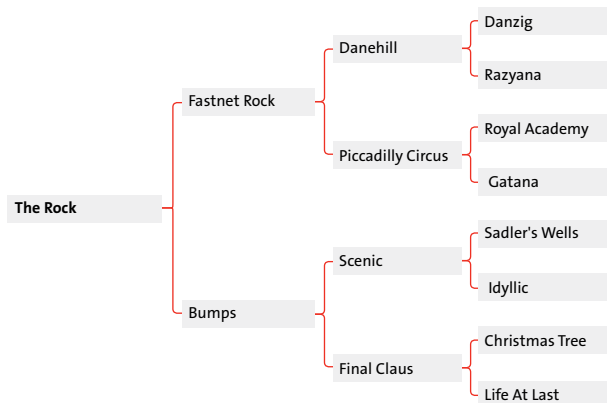 Danzig
Danehill
Razyana
Fastnet Rock
Royal Academy
Piccadilly Circus
Gatana
The Rock
Sadler's Wells
Scenic
Idyllic
Bumps
Christmas Tree
Final Claus
Life At Last